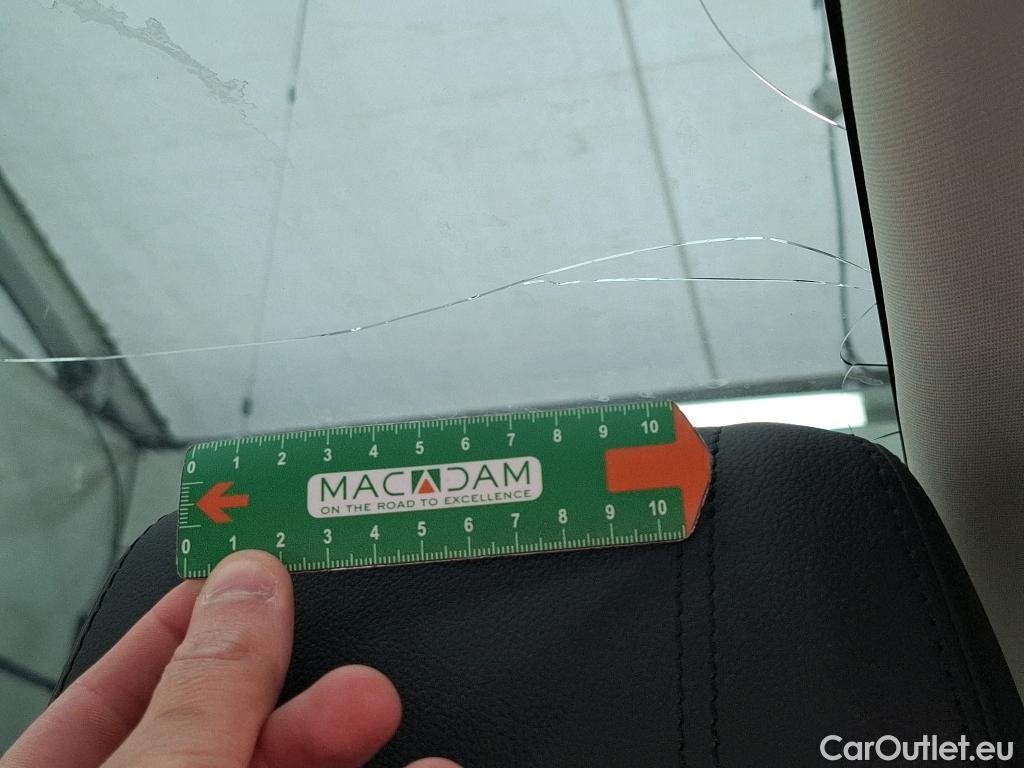 0 1 2 3 4 5 6 7 8 9 10
MACADAM
ON THE ROAD TO EXCELLENCE
0 1 2 3 4 5 6 7 8 9 10
CarOutlet.eu